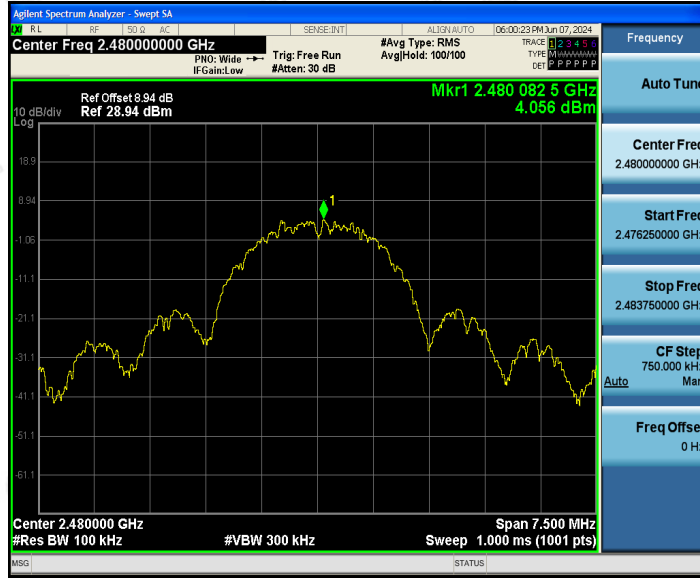 Agilent Spectrum Analyzer - Swept SA
RL RF 50 Ω AC SENSE:INT ALIGN AUTO 06:00:23 PM Jun 07, 2024
Center Freq 2.480000000 GHz
PNO: Wide
IFGain:Low
Trig: Free Run
#Atten: 30 dB
#Avg Type: RMS
Avg|Hold: 100/100
TRACE 1 2 3 4 5 6
TYPE M WWWWW
DET P P P P P P
Ref Offset 8.94 dB
Ref 28.94 dBm
10 dB/div
Log
Mkr1 2.480 082 5 GHz
4.056 dBm
18.9
8.94
-1.06
-11.1
-21.1
-31.1
-41.1
-51.1
-61.1
1
Center 2.480000 GHz
Span 7.500 MHz
#Res BW 100 kHz
#VBW 300 kHz
Sweep 1.000 ms (1001 pts)
MSG
STATUS
Frequency
Auto Tune
Center Freq
2.480000000 GHz
Start Freq
2.476250000 GHz
Stop Freq
2.483750000 GHz
CF Step
750.000 kHz
Auto Man
Freq Offset
0 Hz